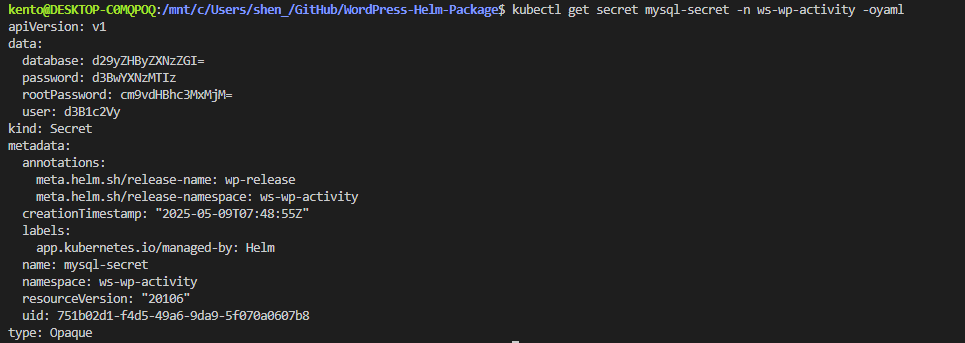 kento@DESKTOP-C0MQPOQ:/mnt/c/Users/shen_/GitHub/WordPress-Helm-Package$ kubectl get secret mysql-secret -n ws-wp-activity -oyaml
apiVersion: v1
data:
  database: d29yZHByZXNzZGI=
  password: d3BwYXNzMTIz
  rootPassword: cm9vdHBhc3MxMjM=
  user: d3B1c2Vy
kind: Secret
metadata:
  annotations:
    meta.helm.sh/release-name: wp-release
    meta.helm.sh/release-namespace: ws-wp-activity
  creationTimestamp: "2025-05-09T07:48:55Z"
  labels:
    app.kubernetes.io/managed-by: Helm
  name: mysql-secret
  namespace: ws-wp-activity
  resourceVersion: "20106"
  uid: 751b02d1-f4d5-49a6-9da9-5f070a0607b8
type: Opaque